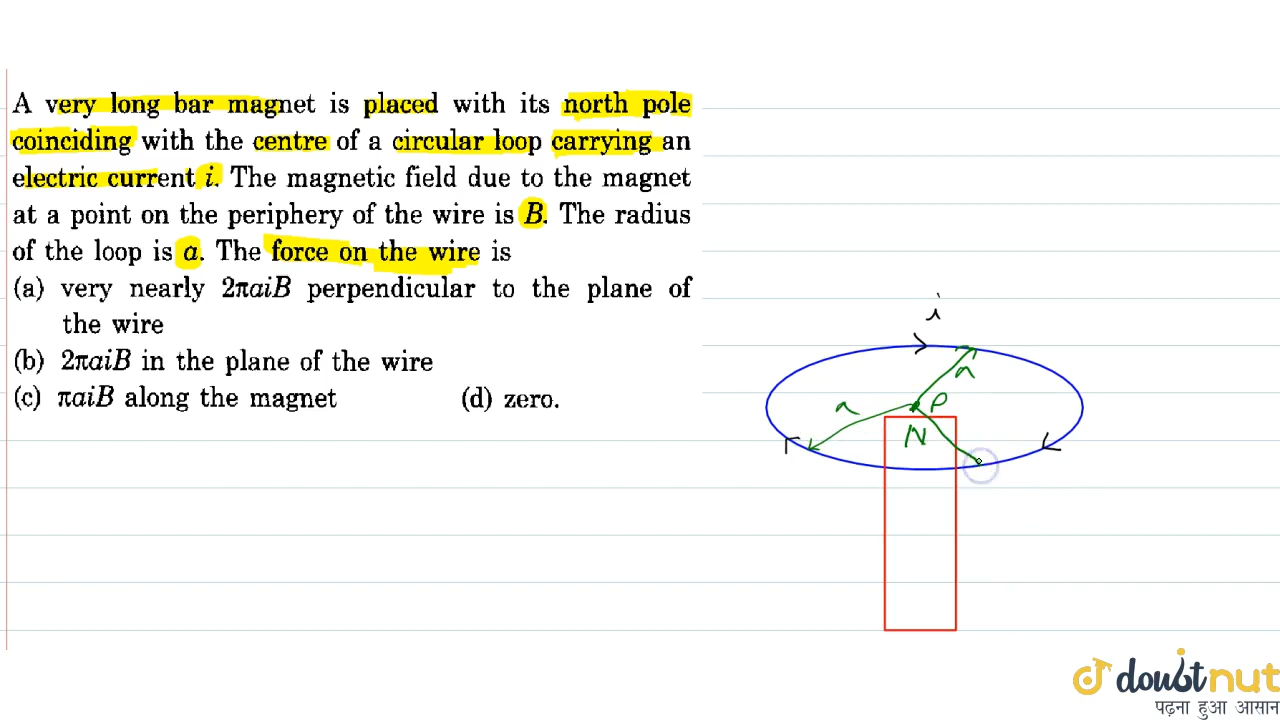 A very long bar magnet is placed with its north pole
coinciding with the centre of a circular loop carrying an
electric current i. The magnetic field due to the magnet
at a point on the periphery of the wire is B. The radius
of the loop is a. The force on the wire is
(a) very nearly 2πaiB perpendicular to the plane of
the wire
(b) 2πaiB in the plane of the wire
(c) πaiB along the magnet (d) zero.
i
a
a P
N
doubtnut
पढ़ना हुआ आसान